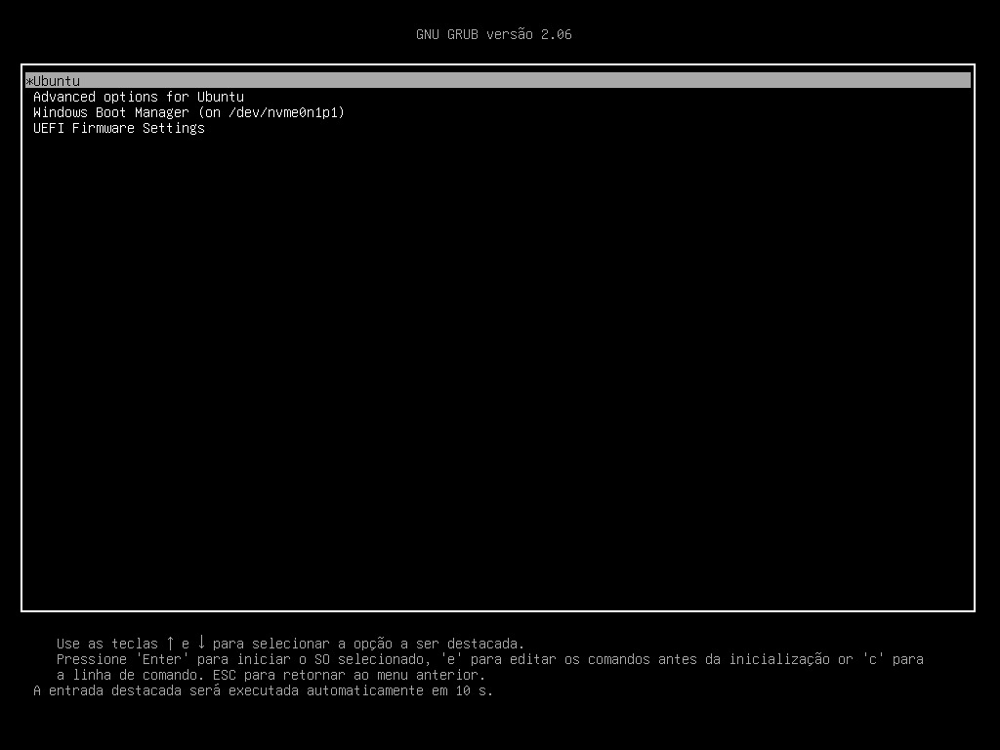 GNU GRUB versão 2.06
*Ubuntu
Advanced options for Ubuntu
Windows Boot Manager (on /dev/nvme0n1p1)
UEFI Firmware Settings
Use as teclas ↑ e ↓ para selecionar a opção a ser destacada.
Pressione 'Enter' para iniciar o SO selecionado, 'e' para editar os comandos antes da inicialização or 'c' para
a linha de comando. ESC para retornar ao menu anterior.
A entrada destacada será executada automaticamente em 10 s.